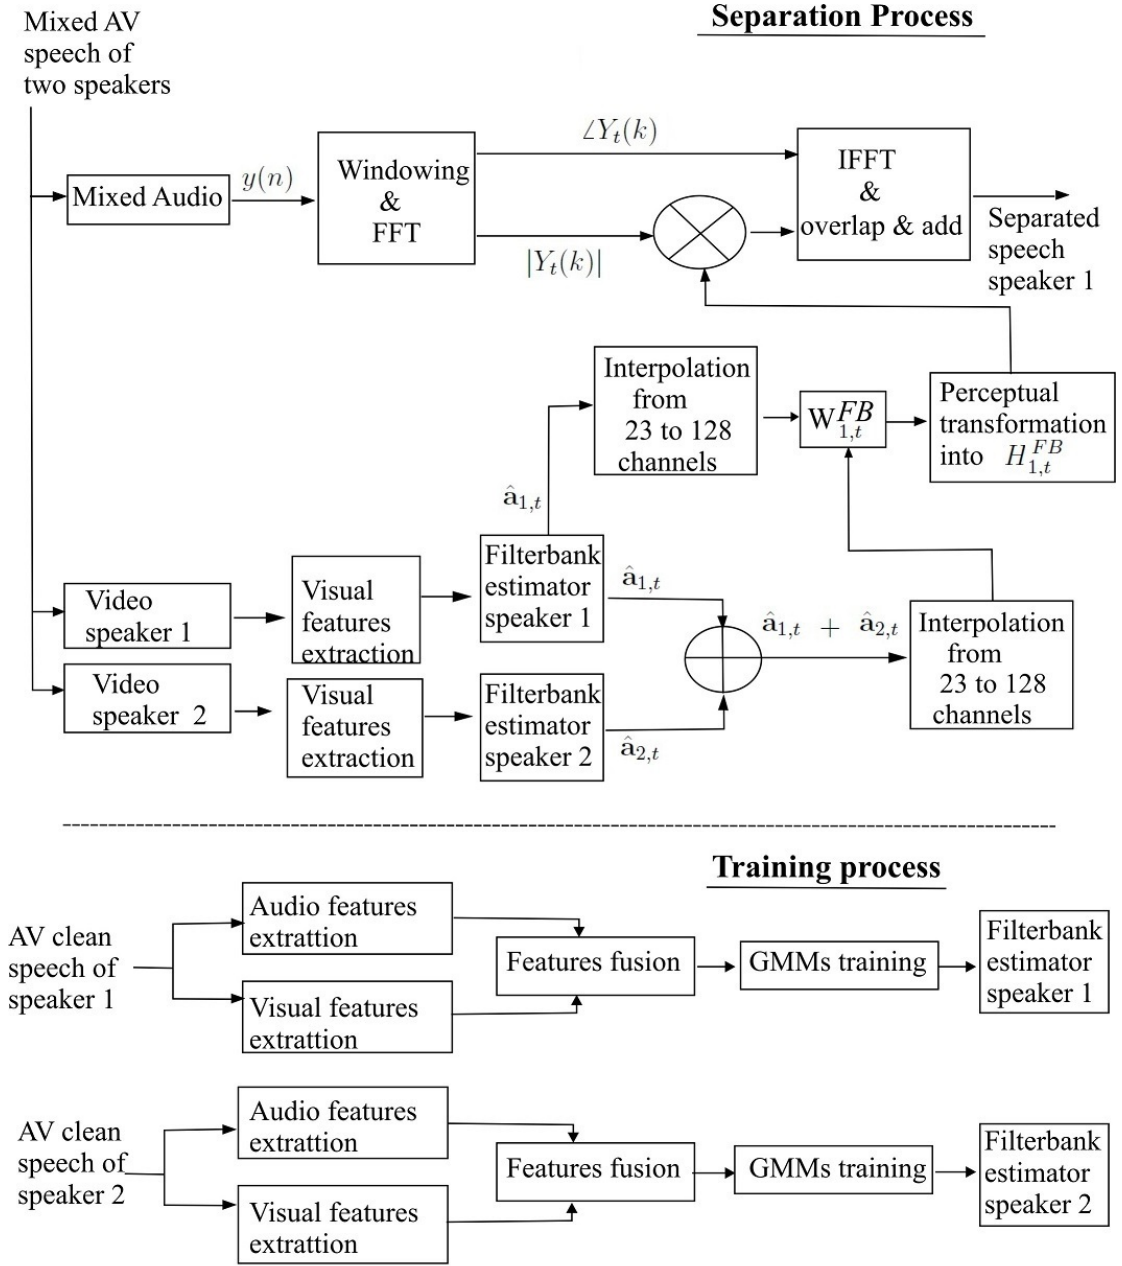 Separation Process
Mixed AV
speech of
two speakers
Mixed Audio
y(n)
Windowing
&
FFT
∠Y_t(k)
|Y_t(k)|
IFFT
&
overlap & add
Separated
speech
speaker 1
Interpolation
from
23 to 128
channels
W^{FB}_{1,t}
Perceptual
transformation
into H^{FB}_{1,t}
â_{1,t}
Video
speaker 1
Visual
features
extraction
Filterbank
estimator
speaker 1
â_{1,t}
â_{1,t} + â_{2,t}
Interpolation
from
23 to 128
channels
Video
speaker 2
Visual
features
extraction
Filterbank
estimator
speaker 2
â_{2,t}
Training process
AV clean
speech of
speaker 1
Audio features
extrattion
Visual features
extrattion
Features fusion
GMMs training
Filterbank
estimator
speaker 1
AV clean
speech of
speaker 2
Audio features
extrattion
Visual features
extrattion
Features fusion
GMMs training
Filterbank
estimator
speaker 2